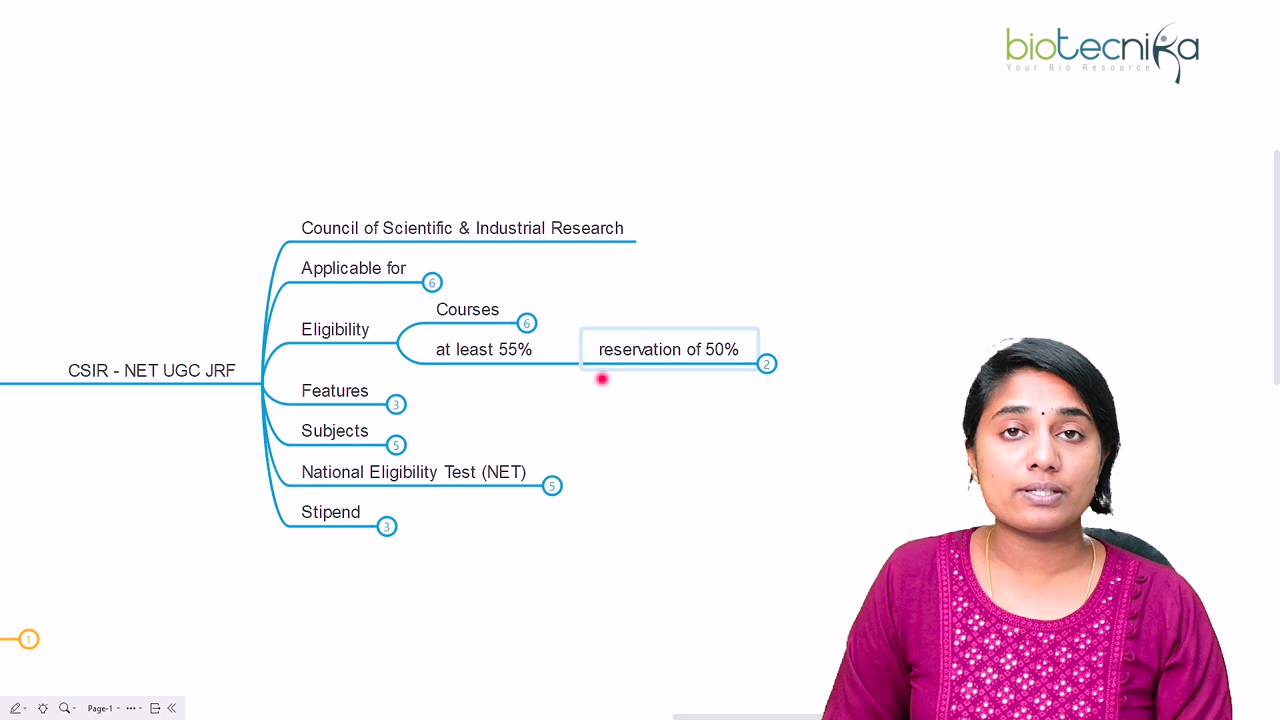 biotecnika
Your Bio Resource
Council of Scientific & Industrial Research
Applicable for
6
Courses
6
Eligibility
at least 55%
reservation of 50%
2
CSIR - NET UGC JRF
Features
3
Subjects
5
National Eligibility Test (NET)
5
Stipend
3
1
Page-1